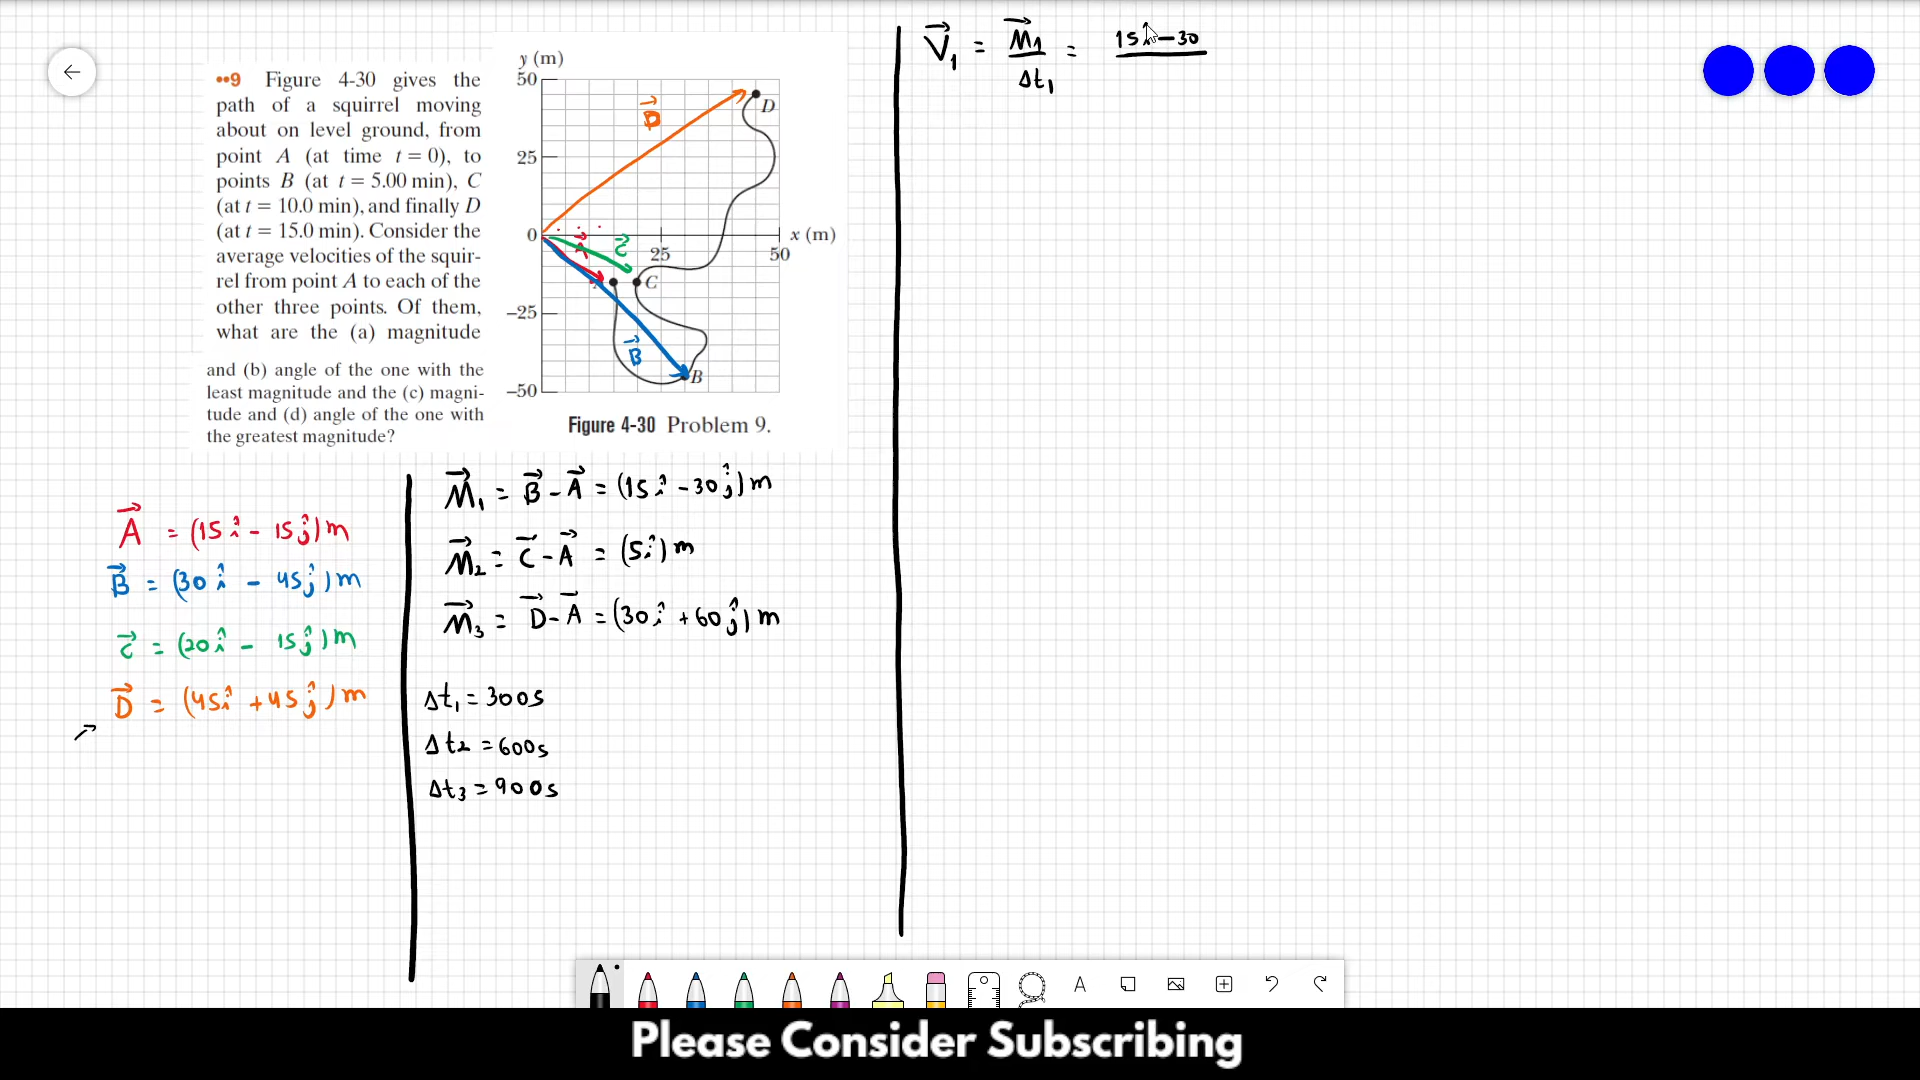 ••9 Figure 4-30 gives the
path of a squirrel moving
about on level ground, from
point A (at time t = 0), to
points B (at t = 5.00 min), C
(at t = 10.0 min), and finally D
(at t = 15.0 min). Consider the
average velocities of the squir-
rel from point A to each of the
other three points. Of them,
what are the (a) magnitude
and (b) angle of the one with the
least magnitude and the (c) magni-
tude and (d) angle of the one with
the greatest magnitude?
y (m)
50
D
D⃗
25
0
A⃗
C⃗
25
50
x (m)
C
−25
B⃗
B
−50
Figure 4-30 Problem 9.
A⃗ = (15î - 15ĵ) m
B⃗ = (30î - 45ĵ) m
C⃗ = (20î - 15ĵ) m
D⃗ = (45î + 45ĵ) m
M⃗₁ = B⃗ - A⃗ = (15î - 30ĵ) m
M⃗₂ = C⃗ - A⃗ = (5î) m
M⃗₃ = D⃗ - A⃗ = (30î + 60ĵ) m
Δt₁ = 300s
Δt₂ = 600s
Δt₃ = 900s
V⃗₁ = M⃗₁ / Δt₁ = 15î - 30
A
Please Consider Subscribing